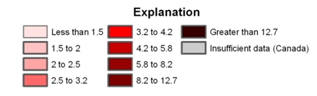 Explanation
Less than 1.5
1.5 to 2
2 to 2.5
2.5 to 3.2
3.2 to 4.2
4.2 to 5.8
5.8 to 8.2
8.2 to 12.7
Greater than 12.7
Insufficient data (Canada)